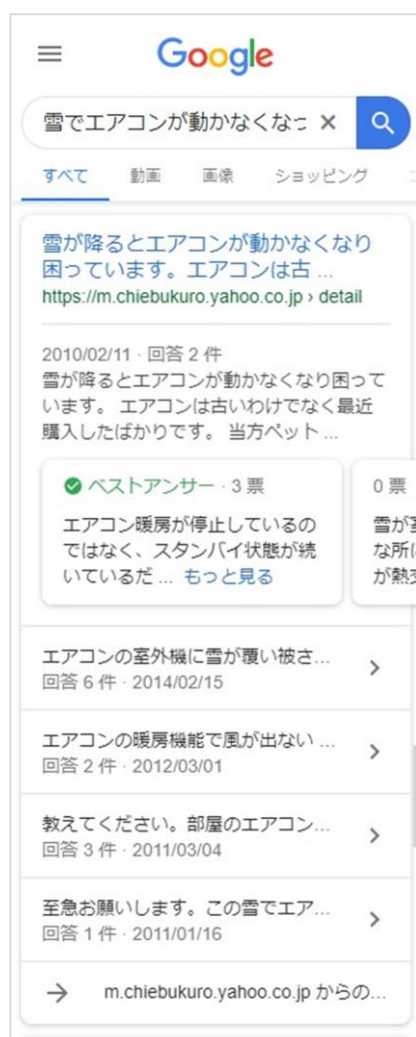 Google
雪でエアコンが動かなくなっ
すべて 動画 画像 ショッピング
雪が降るとエアコンが動かなくなり
困っています。エアコンは古 ...
https://m.chiebukuro.yahoo.co.jp › detail
2010/02/11 · 回答 2 件
雪が降るとエアコンが動かなくなり困って
います。 エアコンは古いわけでなく最近
購入したばかりです。 当方ペット ...
ベストアンサー · 3 票
エアコン暖房が停止しているの
ではなく、スタンバイ状態が続
いているだ ... もっと見る
0 票
雪が
な所に
が熱交
エアコンの室外機に雪が覆い被さ...
回答 6 件 · 2014/02/15
エアコンの暖房機能で風が出ない ...
回答 2 件 · 2012/03/01
教えてください。部屋のエアコン...
回答 3 件 · 2011/03/04
至急お願いします。この雪でエア...
回答 1 件 · 2011/01/16
m.chiebukuro.yahoo.co.jp からの...